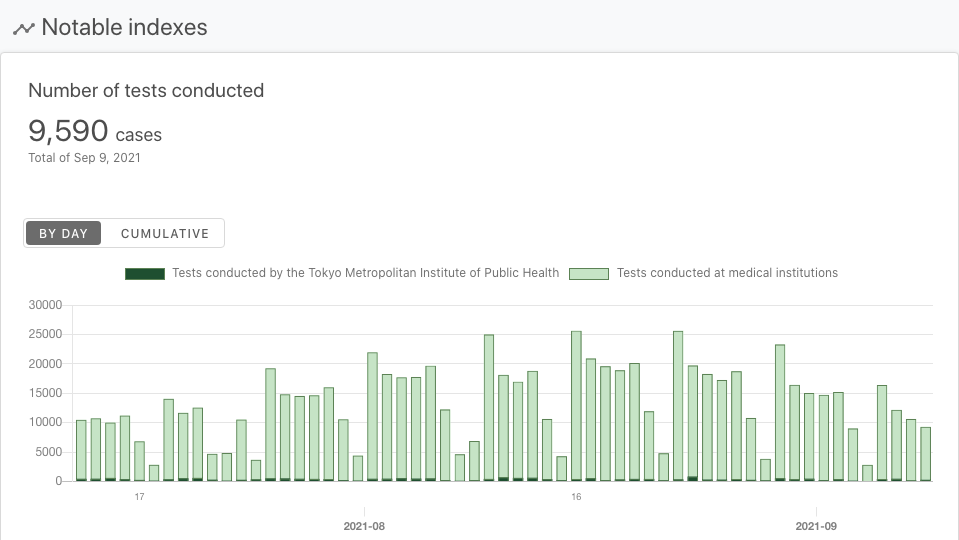 Notable indexes
Number of tests conducted
9,590 cases
Total of Sep 9, 2021
BY DAY CUMULATIVE
Tests conducted by the Tokyo Metropolitan Institute of Public Health Tests conducted at medical institutions
30000
25000
20000
15000
10000
5000
0
17 16
2021-08 2021-09